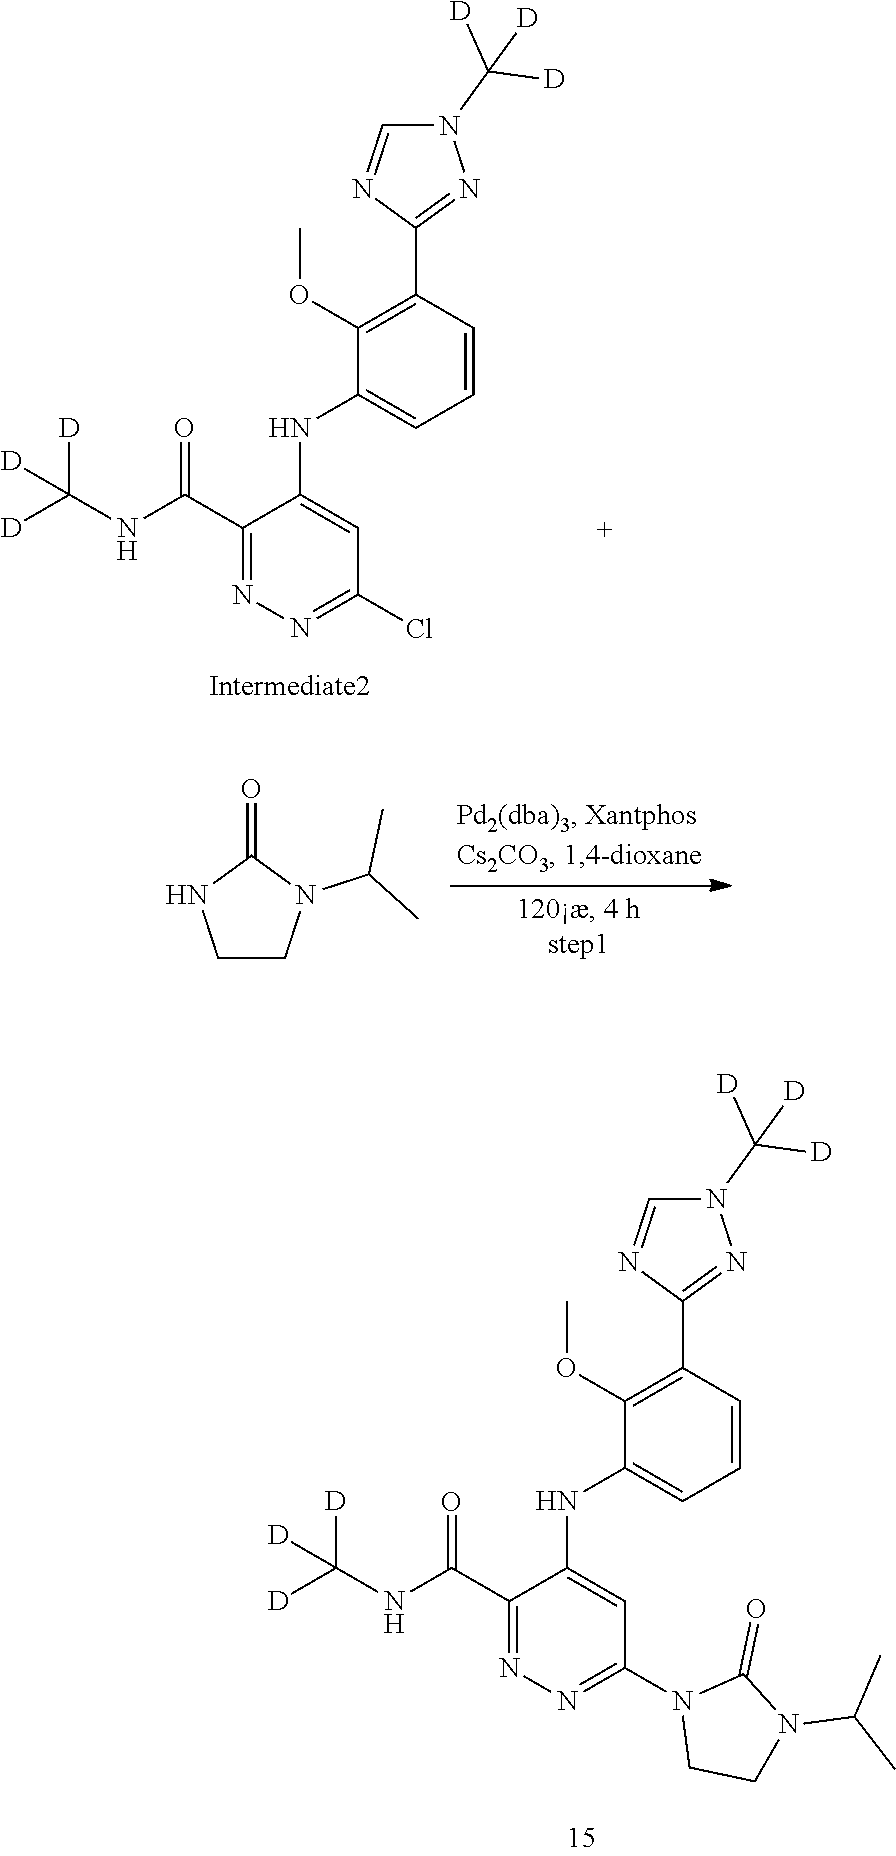 D
D
D
N
N
N
O
HN
O
D
D
D
N
H
+
N
N
Cl
Intermediate2
O
Pd2(dba)3, Xantphos
Cs2CO3, 1,4-dioxane
HN
N
120¡æ, 4 h
step1
D
D
D
N
N
N
O
HN
O
D
D
D
N
H
O
N
N
N
N
15